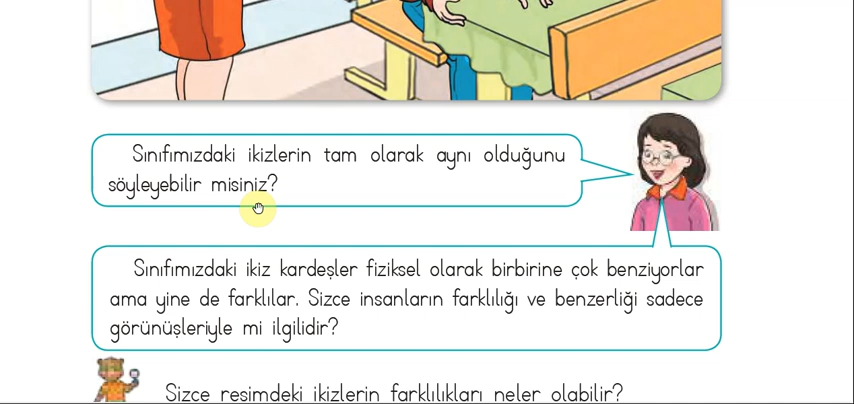 Sınıfımızdaki ikizlerin tam olarak aynı olduğunu
söyleyebilir misiniz?
Sınıfımızdaki ikiz kardeşler fiziksel olarak birbirine çok benziyorlar
ama yine de farklılar. Sizce insanların farklılığı ve benzerliği sadece
görünüşleriyle mi ilgilidir?
Sizce resimdeki ikizlerin farklılıkları neler olabilir?